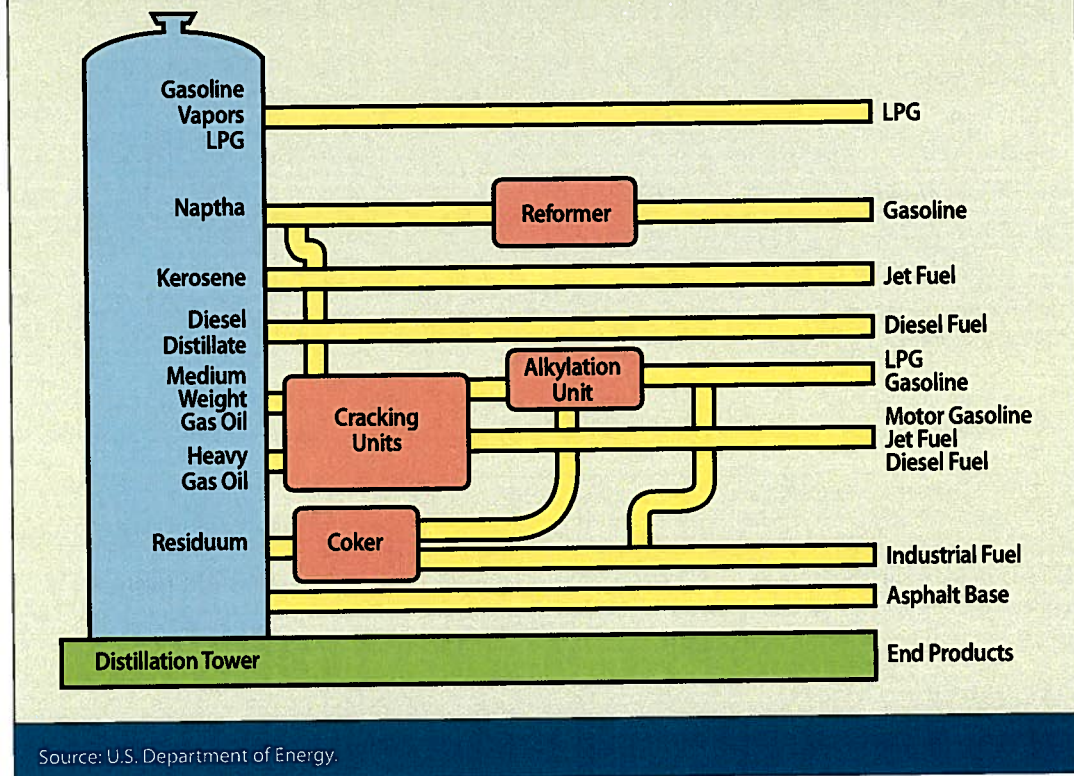 Gasoline
Vapors
LPG
LPG
Naptha
Reformer
Gasoline
Kerosene
Jet Fuel
Diesel
Distillate
Diesel Fuel
Medium
Weight
Gas Oil
Cracking
Units
Alkylation
Unit
LPG
Gasoline
Motor Gasoline
Jet Fuel
Diesel Fuel
Heavy
Gas Oil
Residuum
Coker
Industrial Fuel
Asphalt Base
Distillation Tower
End Products
Source: U.S. Department of Energy.